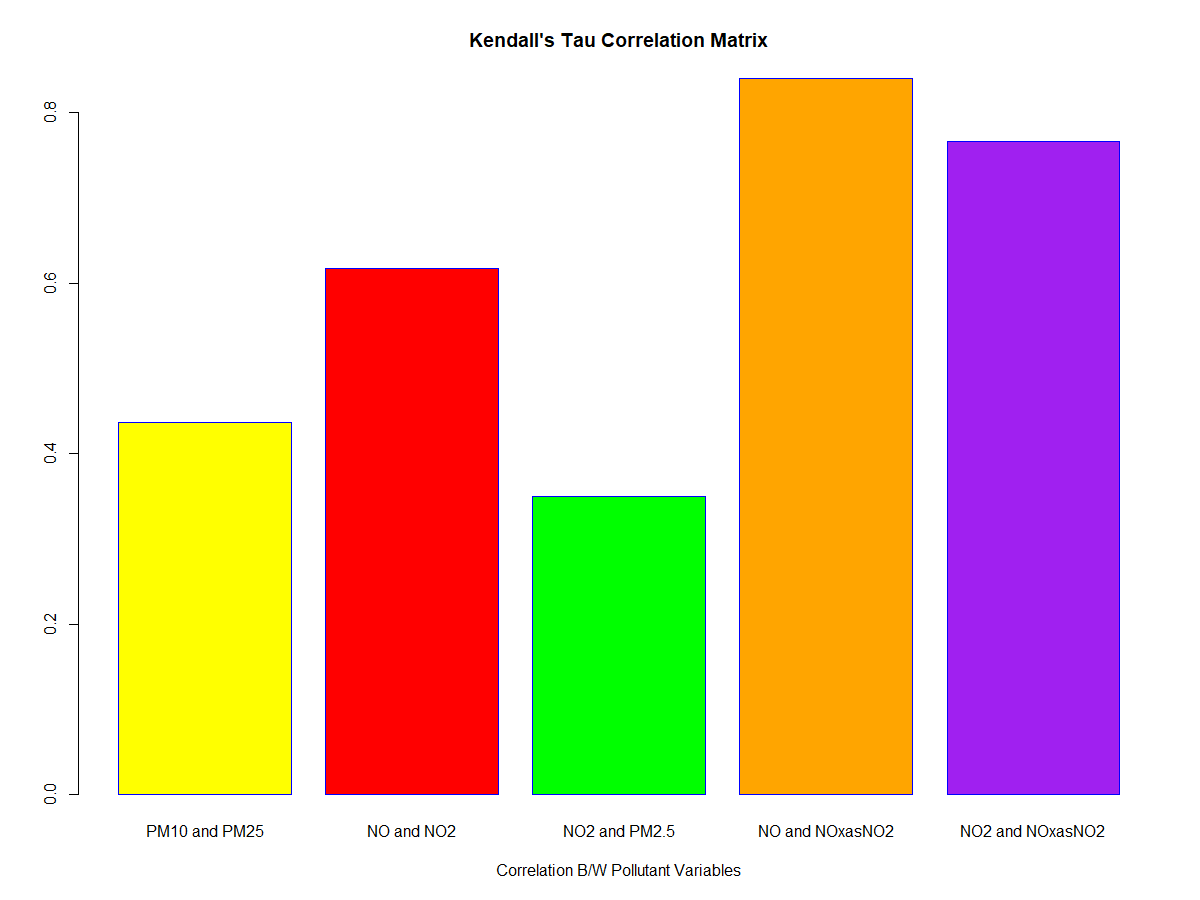 Kendall's Tau Correlation Matrix
0.8
0.6
0.4
0.2
0.0
PM10 and PM25
NO and NO2
NO2 and PM2.5
NO and NOxasNO2
NO2 and NOxasNO2
Correlation B/W Pollutant Variables